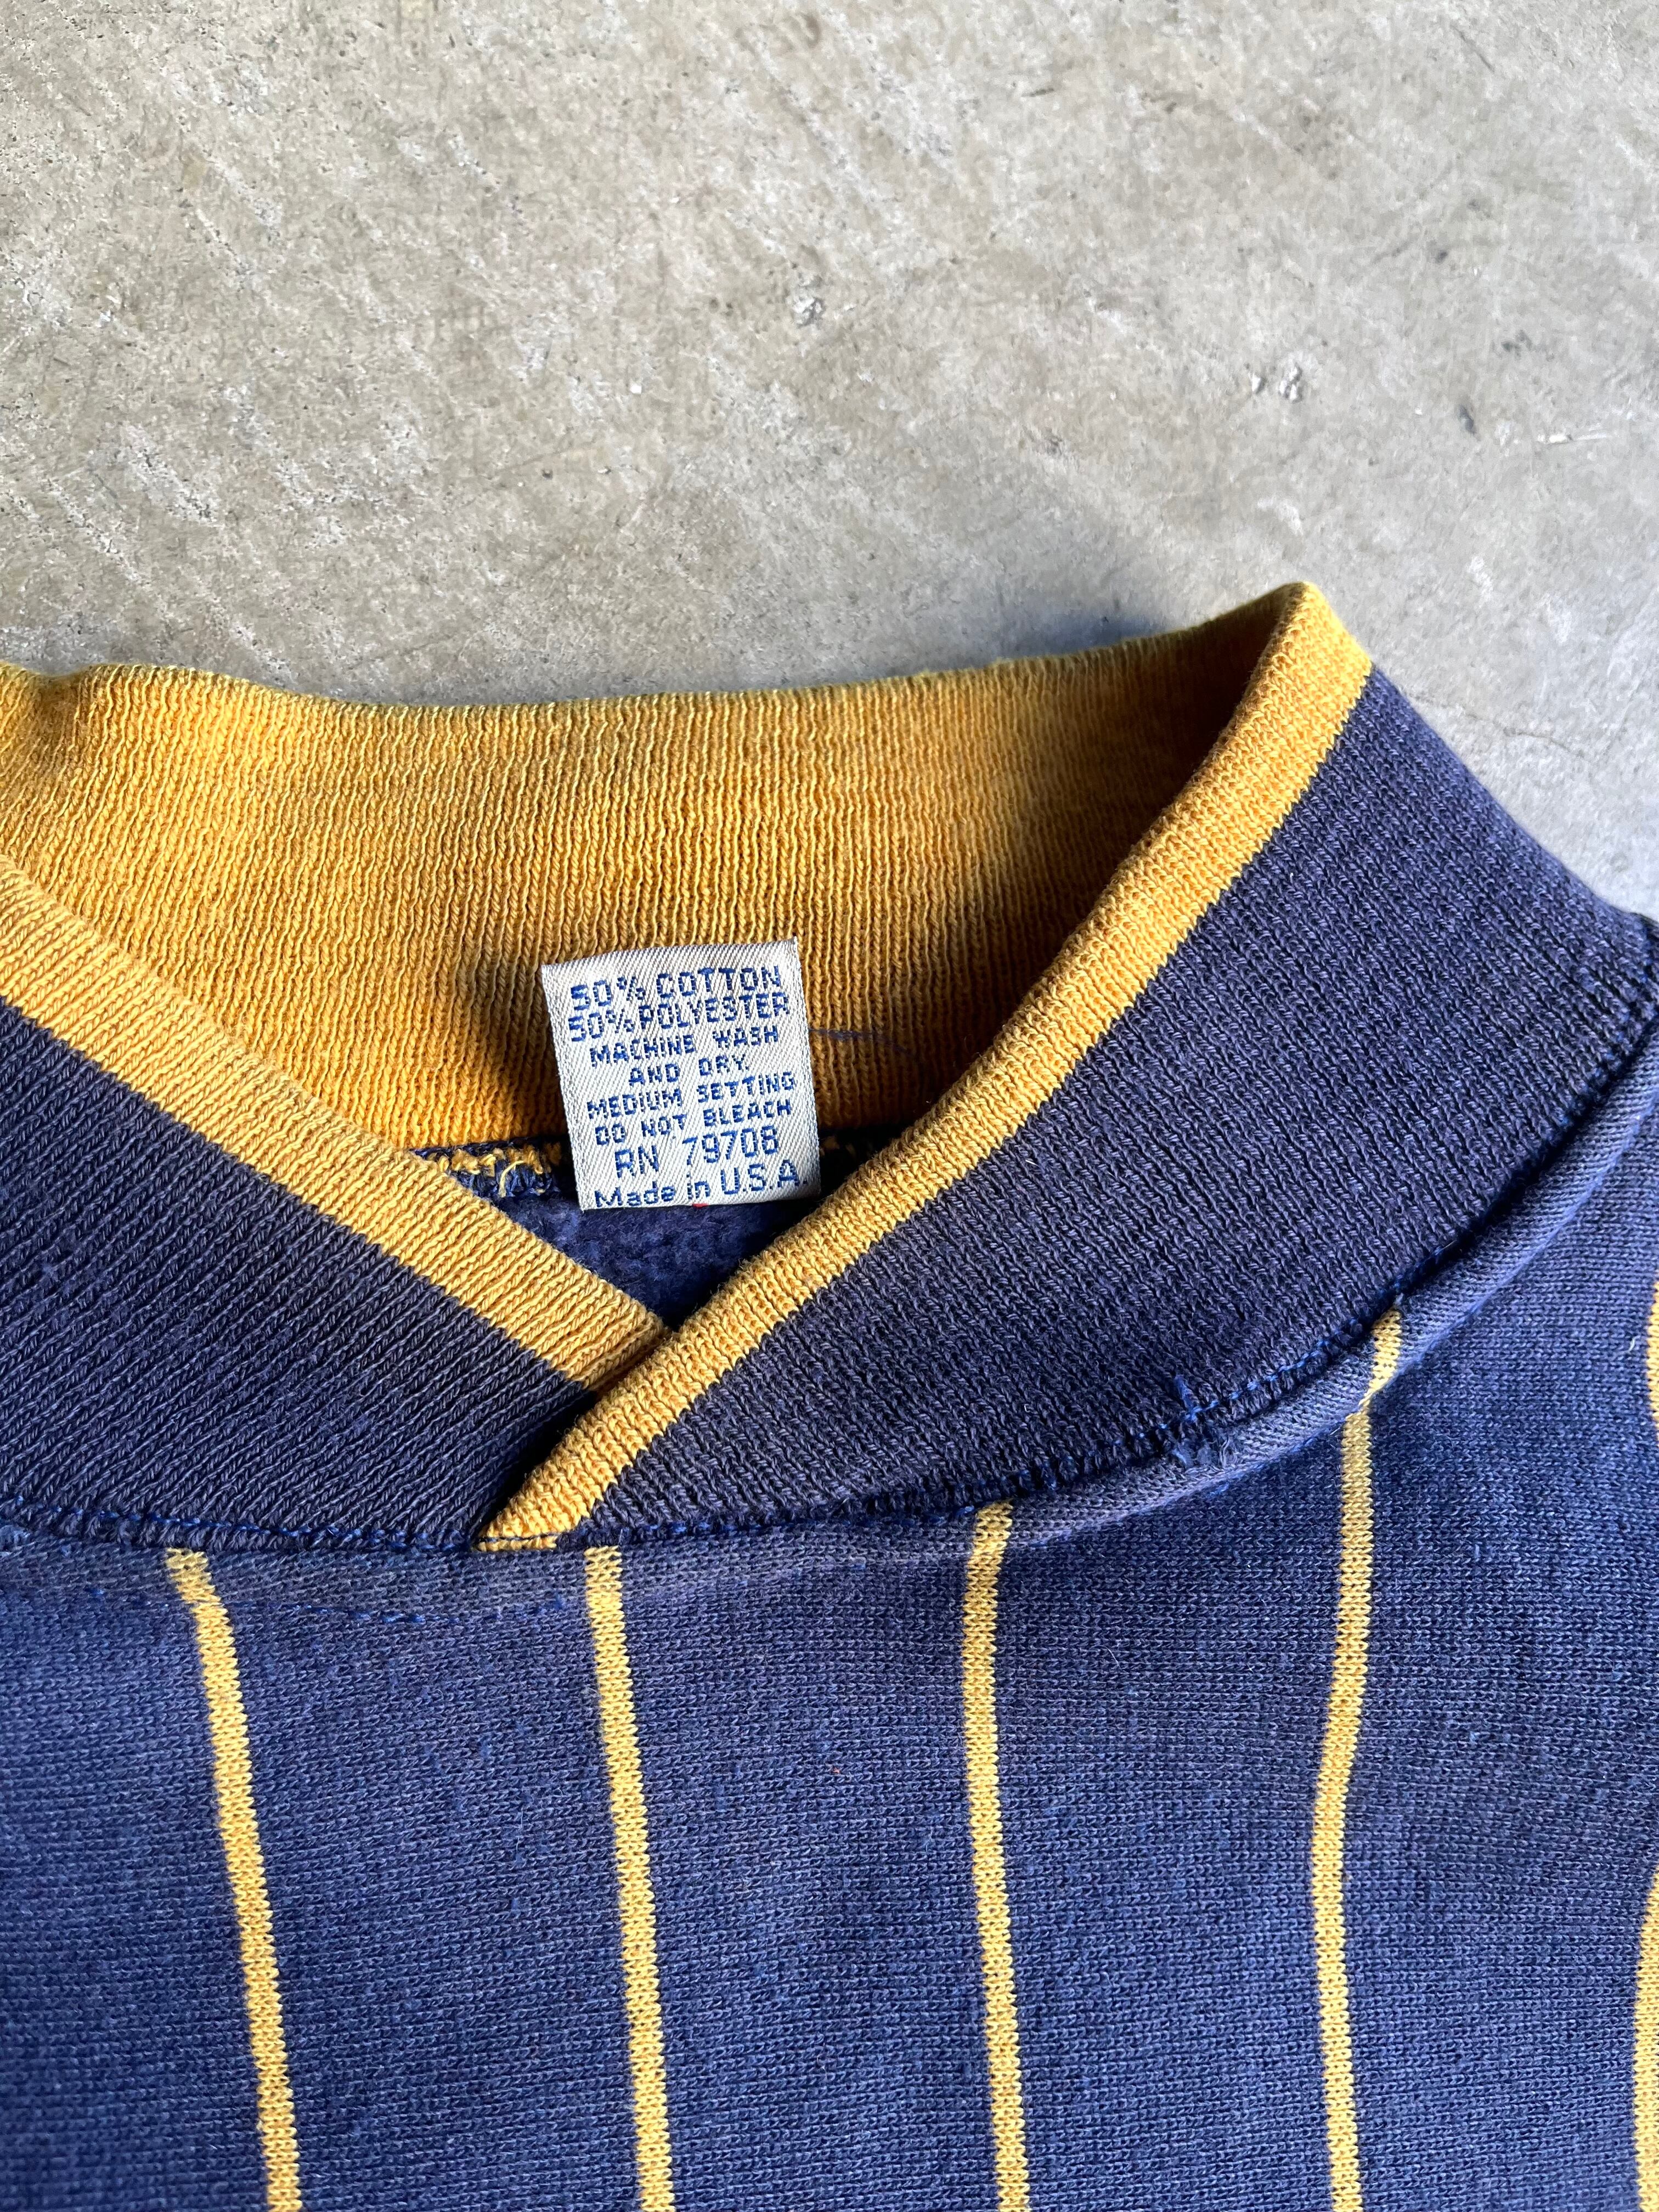 50% COTTON
50% POLYESTER
MACHINE WASH
AND DRY.
MEDIUM SETTING
DO NOT BLEACH
RN 79708
Made in U.S.A.